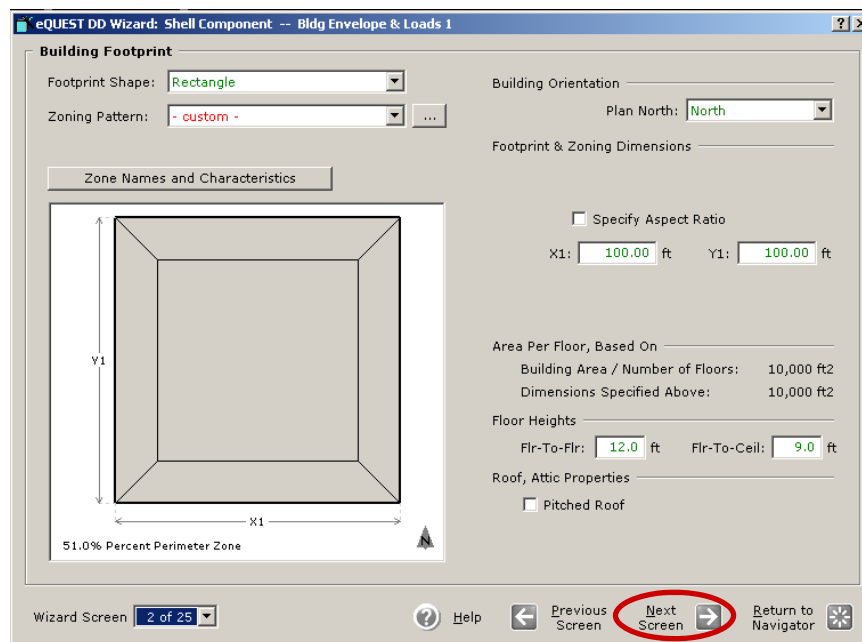 eQUEST DD Wizard: Shell Component -- Bldg Envelope & Loads 1
Building Footprint
Footprint Shape: Rectangle
Zoning Pattern: - custom - ...
Zone Names and Characteristics
Y1
X1
51.0% Percent Perimeter Zone
N
Building Orientation
Plan North: North
Footprint & Zoning Dimensions
Specify Aspect Ratio
X1: 100.00 ft Y1: 100.00 ft
Area Per Floor, Based On
Building Area / Number of Floors: 10,000 ft2
Dimensions Specified Above: 10,000 ft2
Floor Heights
Flr-To-Flr: 12.0 ft Flr-To-Ceil: 9.0 ft
Roof, Attic Properties
Pitched Roof
Wizard Screen 2 of 25
? Help
Previous Screen
Next Screen
Return to Navigator